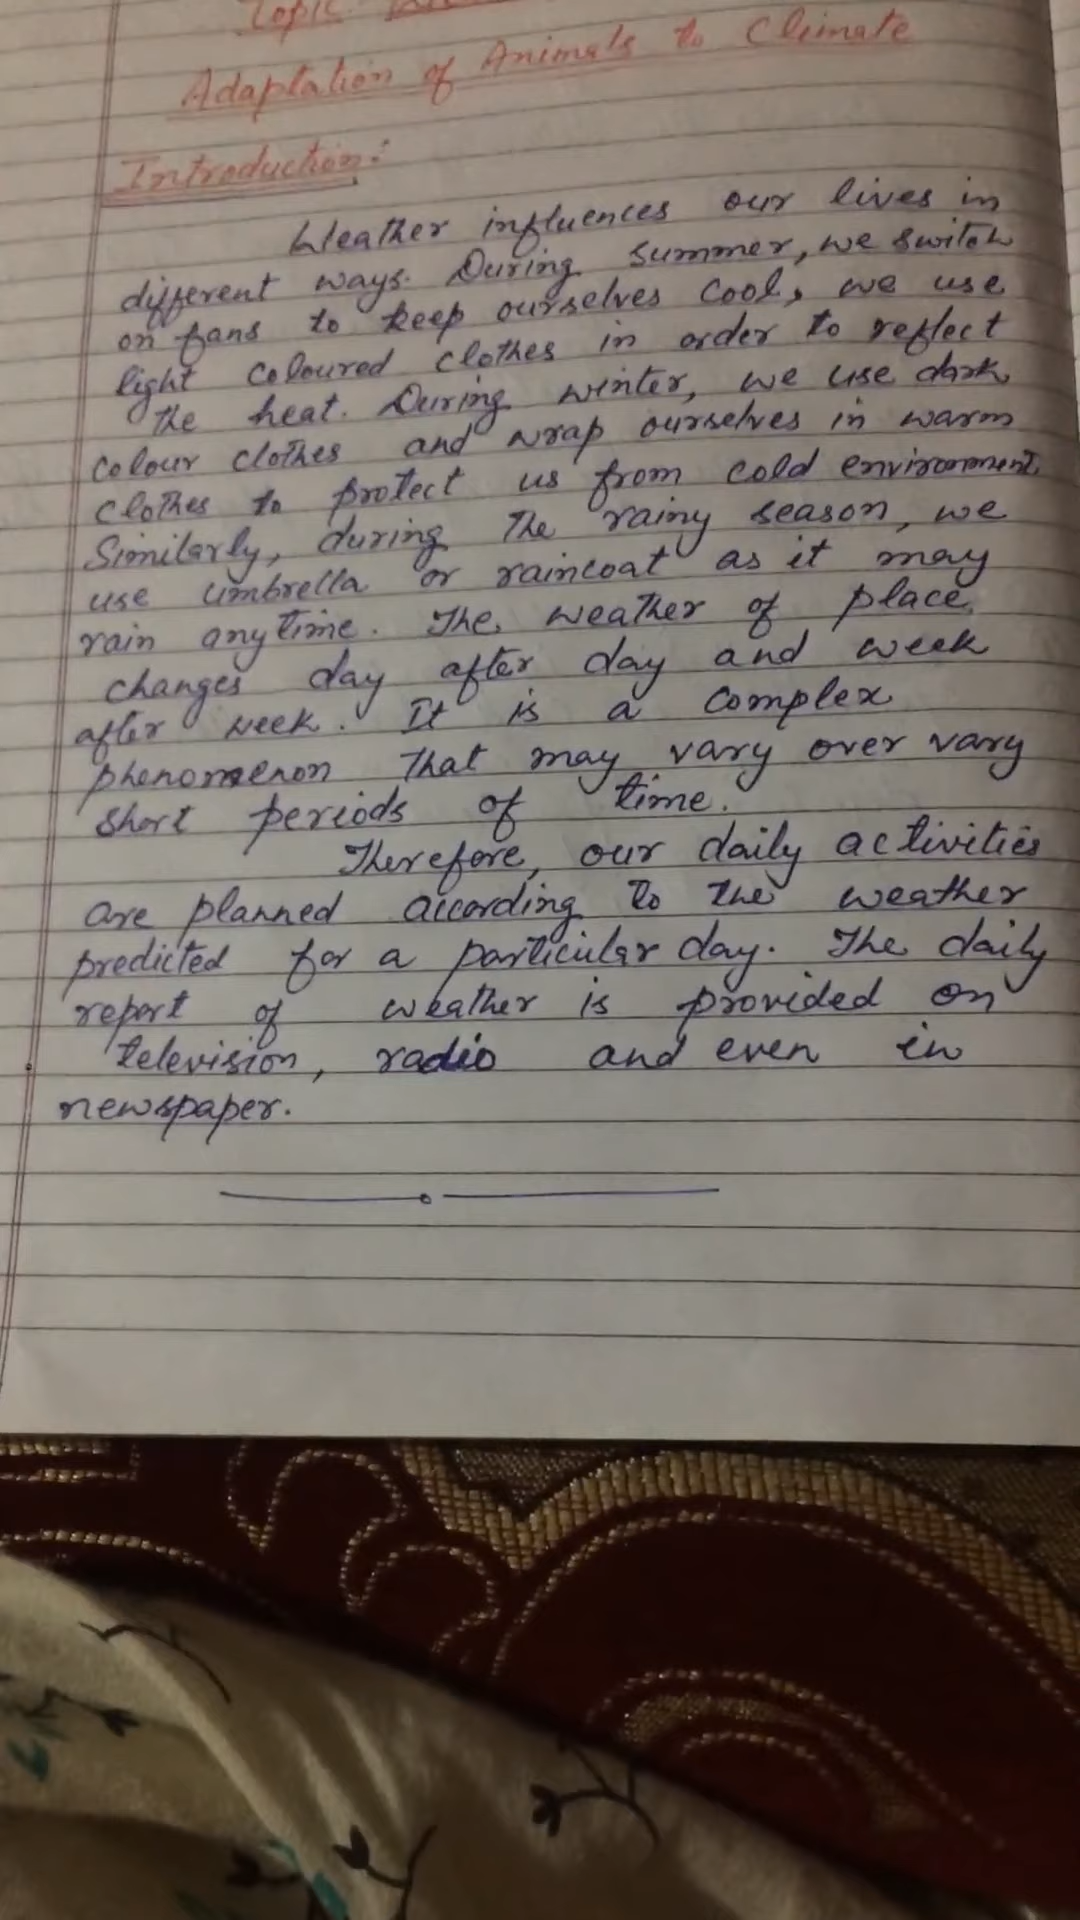 Topic
Adaptation of Animals to Climate
Introduction:
Weather influences our lives in
different ways. During summer, we switch
on fans to keep ourselves cool, we use
light coloured clothes in order to reflect
the heat. During winter, we use dark
colour clothes and wrap ourselves in warm
clothes to protect us from cold environment.
Similarly, during the rainy season, we
use umbrella or raincoat as it may
rain anytime. The weather of place
changes day after day and week
after week. It is a complex
phenomenon that may vary over vary
short periods of time.
Therefore, our daily activities
are planned according to the weather
predicted for a particular day. The daily
report of weather is provided on
television, radio and even in
newspaper.